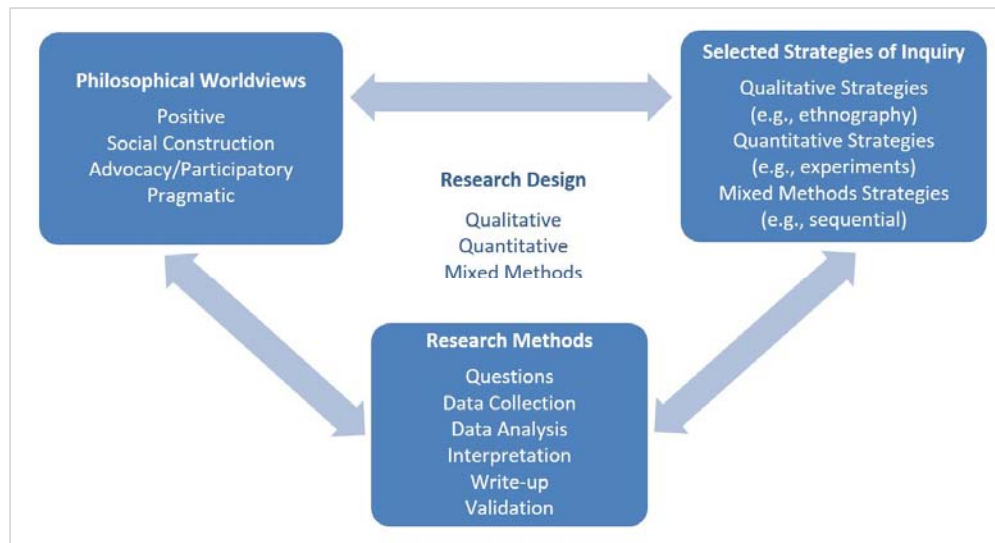 Philosophical Worldviews
Positive
Social Construction
Advocacy/Participatory
Pragmatic
Selected Strategies of Inquiry
Qualitative Strategies
(e.g., ethnography)
Quantitative Strategies
(e.g., experiments)
Mixed Methods Strategies
(e.g., sequential)
Research Design
Qualitative
Quantitative
Mixed Methods
Research Methods
Questions
Data Collection
Data Analysis
Interpretation
Write-up
Validation